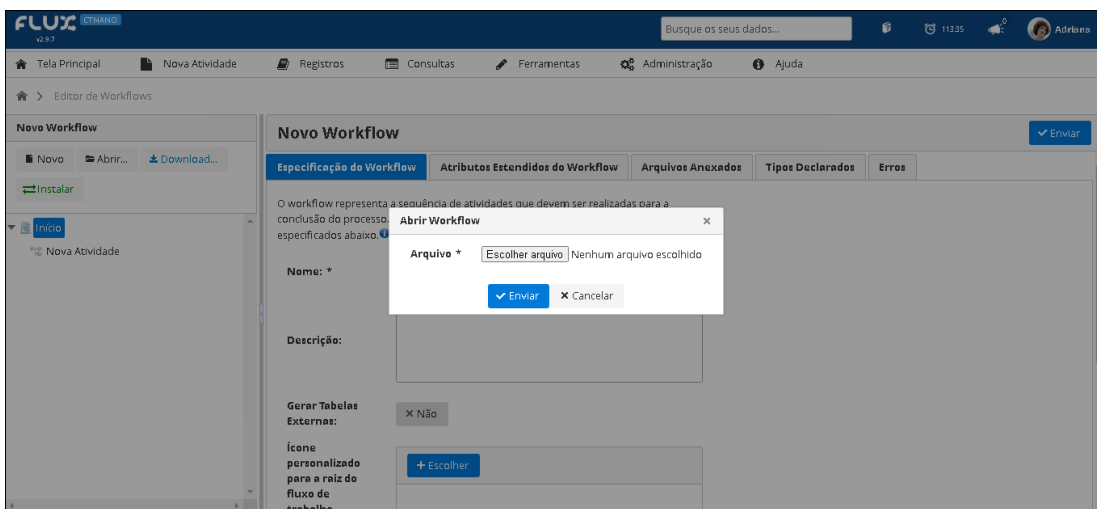 FLUX CTNANO
v2.9.7
Busque os seus dados...
113:35
0
Adriana
Tela Principal
Nova Atividade
Registros
Consultas
Ferramentas
Administração
Ajuda
Editor de Workflows
Novo Workflow
Novo
Abrir...
Download...
Instalar
Início
Nova Atividade
Novo Workflow
Enviar
Especificação do Workflow
Atributos Estendidos do Workflow
Arquivos Anexados
Tipos Declarados
Erros
O workflow representa a sequência de atividades que devem ser realizadas para a
conclusão do processo.
especificados abaixo.
Abrir Workflow
Arquivo *
Escolher arquivo Nenhum arquivo escolhido
Enviar
Cancelar
Nome: *
Descrição:
Gerar Tabelas
Externas:
Não
Ícone
personalizado
para a raiz do
fluxo de
trabalho
Escolher